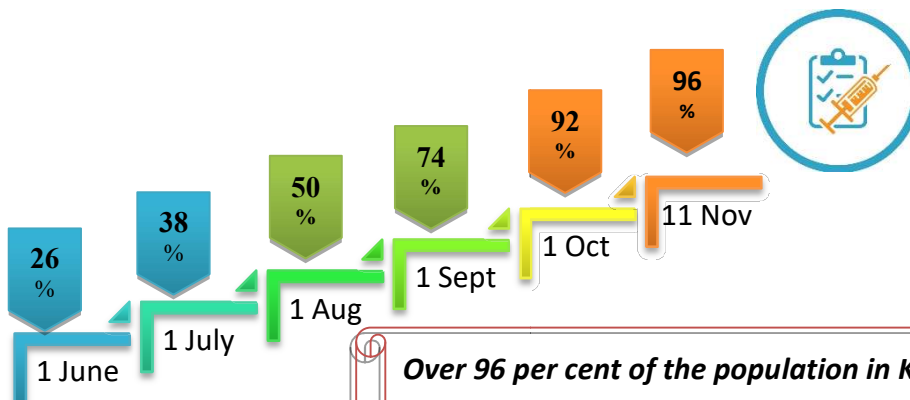 26
%
1 June
38
%
1 July
50
%
1 Aug
74
%
1 Sept
92
%
1 Oct
96
%
11 Nov
Over 96 per cent of the population in